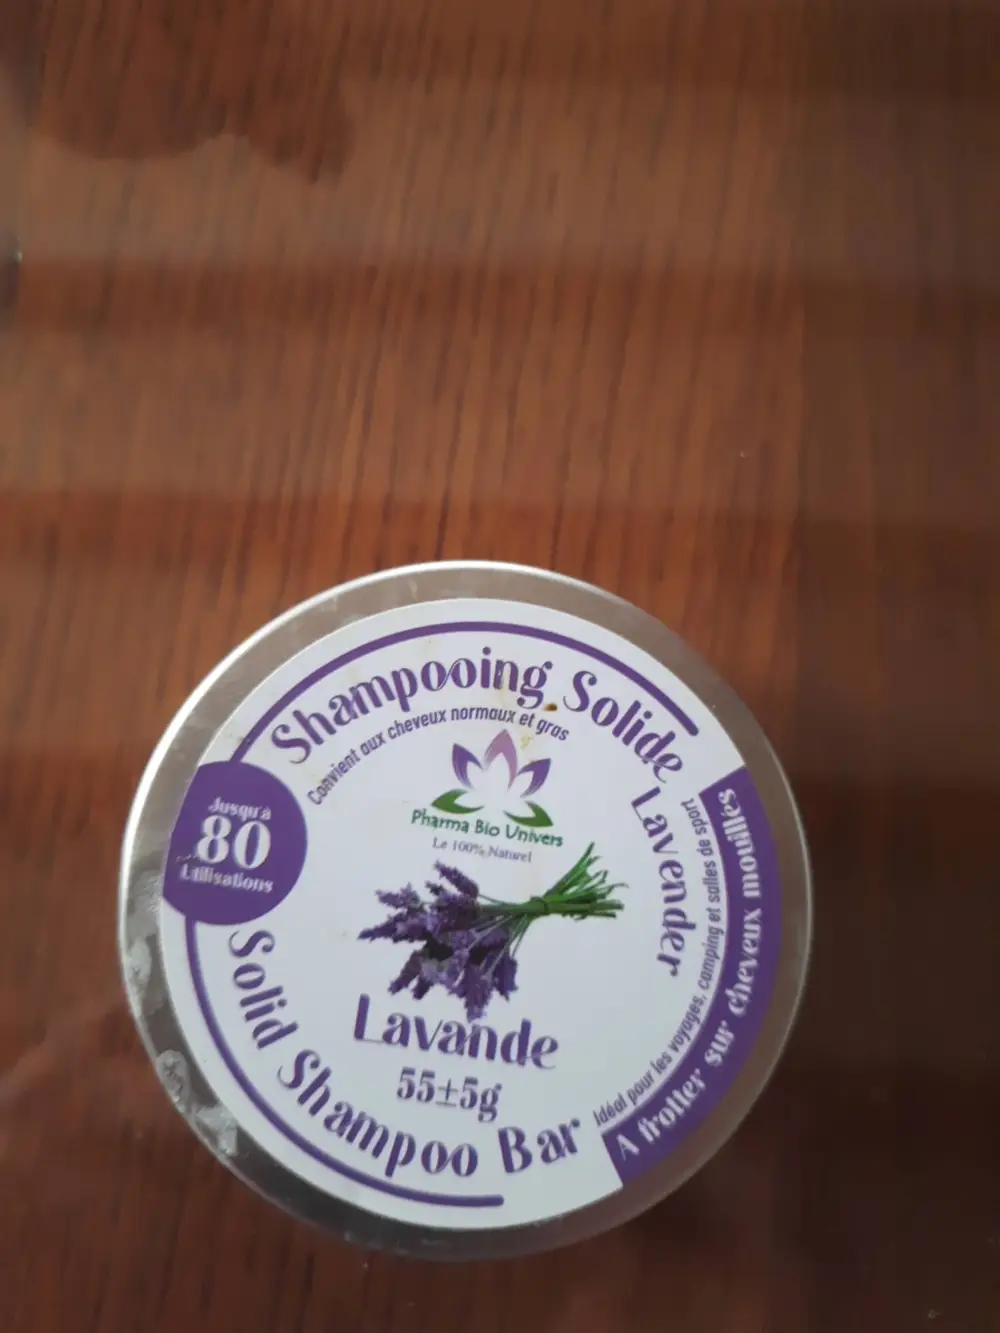 Shampooing Solide
Convient aux cheveux normaux et gras
Lavender
Jusqu'à
80
Utilisations
Pharma Bio Univers
Le 100% Naturel
Lavande
55±5g
Solid Shampoo Bar
Idéal pour les voyages, camping et salles de sport
A frotter sur cheveux mouillés